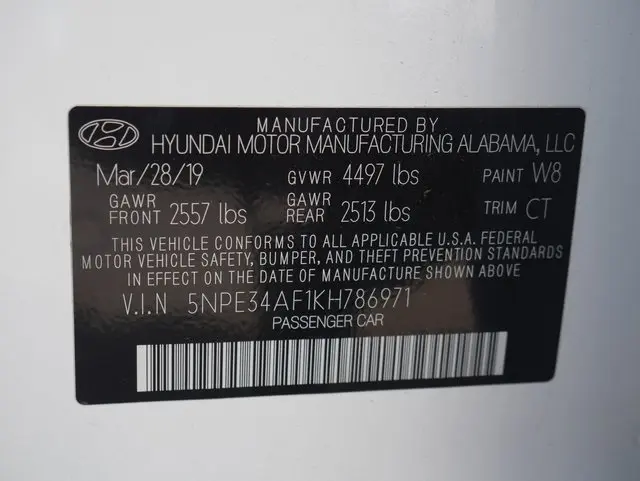 MANUFACTURED BY
HYUNDAI MOTOR MANUFACTURING ALABAMA, LLC
Mar/28/19 GVWR 4497 lbs PAINT W8
GAWR FRONT 2557 lbs GAWR REAR 2513 lbs TRIM CT
THIS VEHICLE CONFORMS TO ALL APPLICABLE U.S.A. FEDERAL
MOTOR VEHICLE SAFETY, BUMPER, AND THEFT PREVENTION STANDARDS
IN EFFECT ON THE DATE OF MANUFACTURE SHOWN ABOVE
V.I.N 5NPE34AF1KH786971
PASSENGER CAR